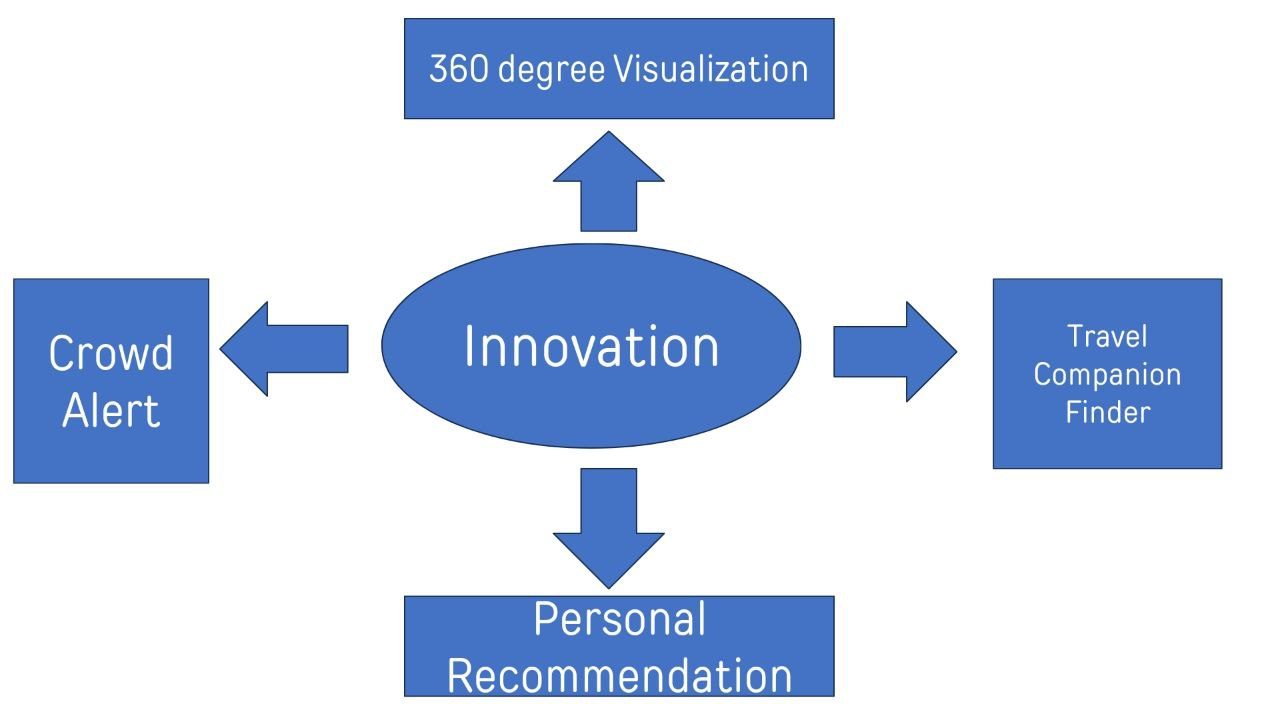 360 degree Visualization
Crowd
Alert
Innovation
Travel
Companion
Finder
Personal
Recommendation